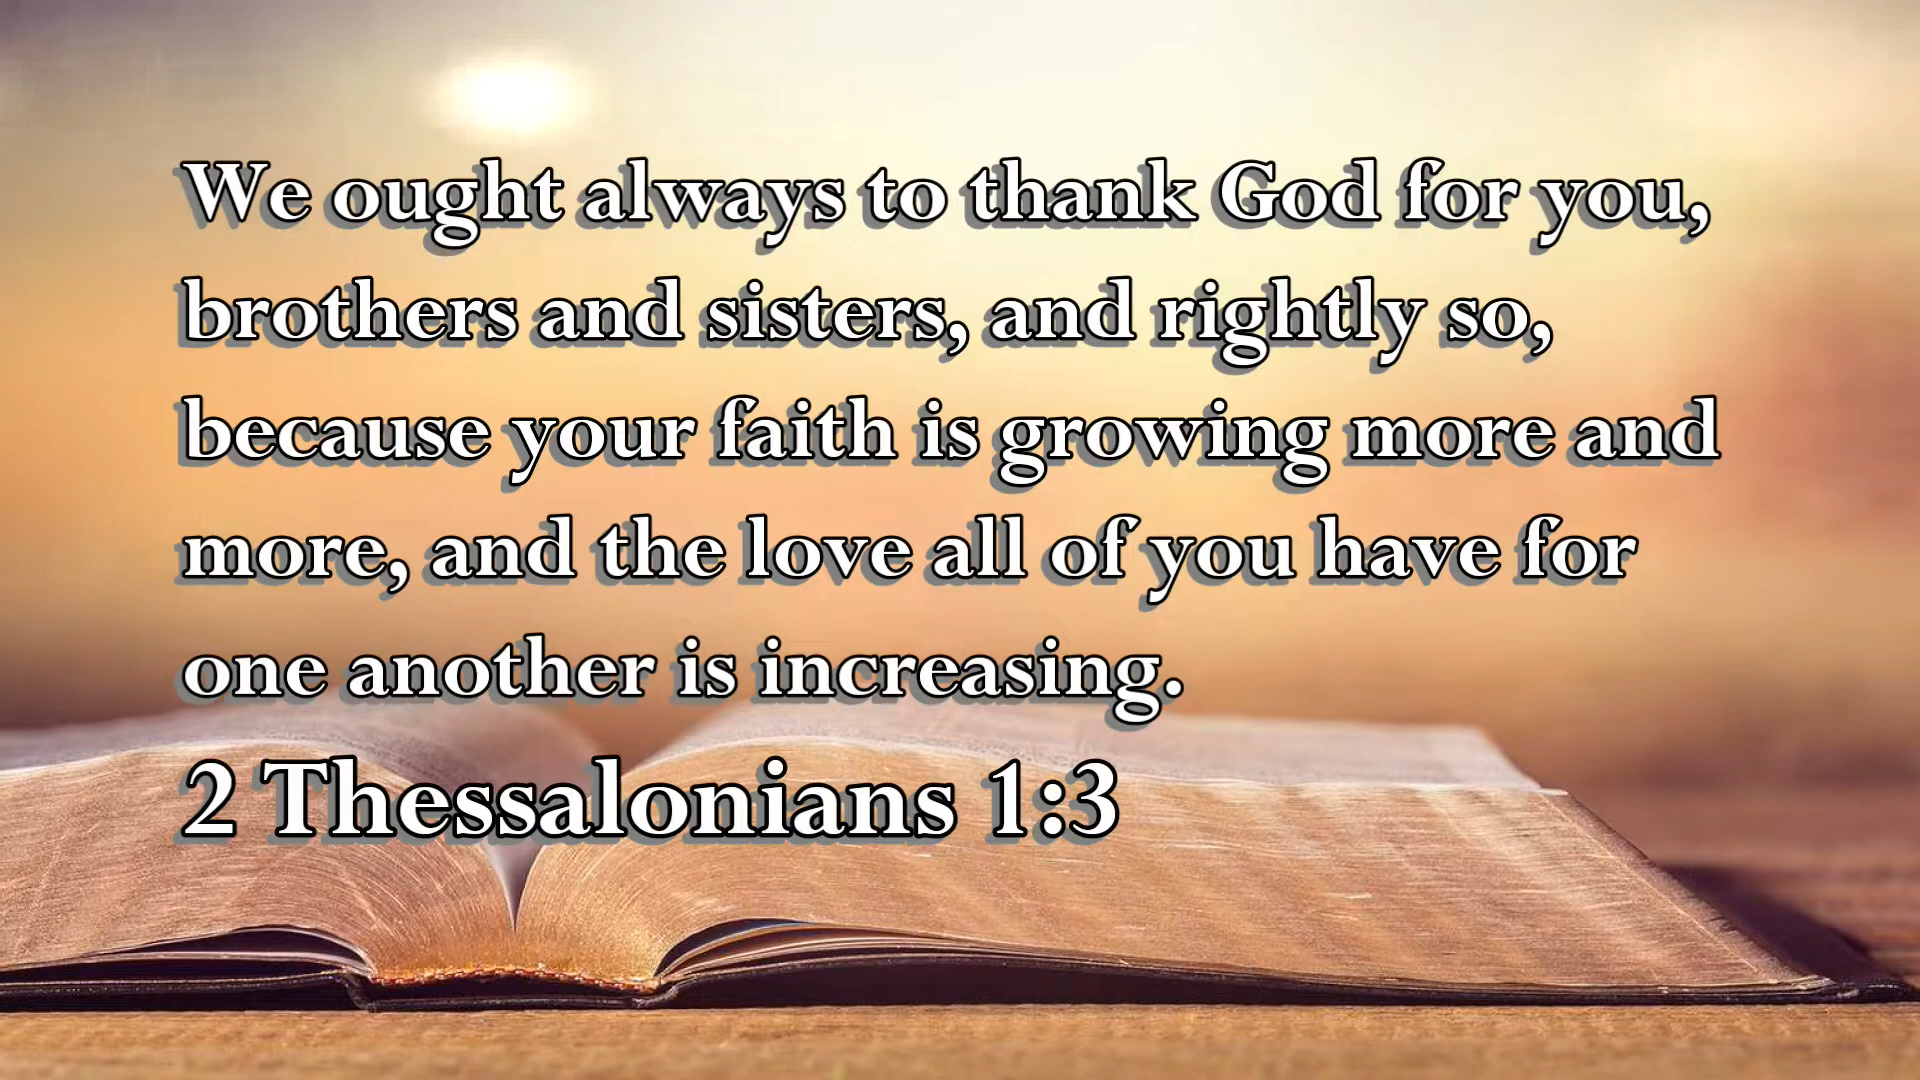 We ought always to thank God for you,
brothers and sisters, and rightly so,
because your faith is growing more and
more, and the love all of you have for
one another is increasing.
2 Thessalonians 1:3